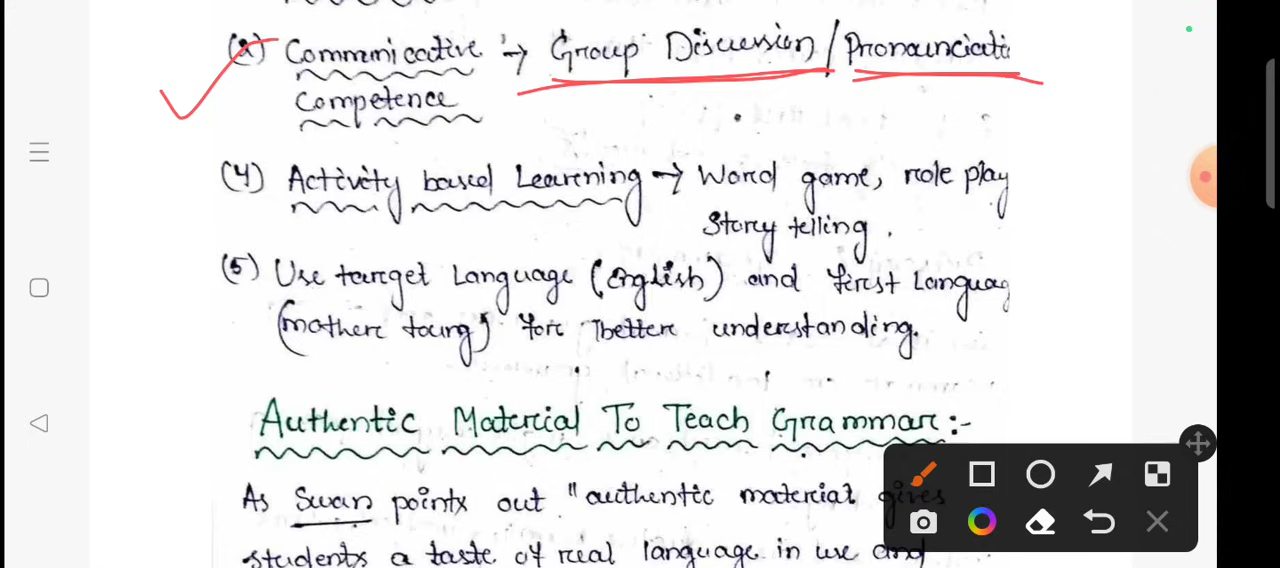 (2) Communicative → Group Discussion / Pronounciati
Competence
(4) Activity based Learning → Word game, role play
Story telling.
(5) Use target Language (English) and first Languag
(mother toung) for better understanding.
Authentic Material To Teach Grammar:-
As Swan points out "authentic material gives
students a taste of real language in use and